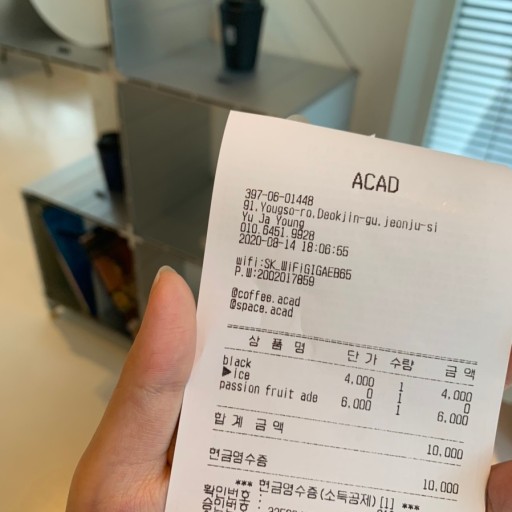 ACAD
397-06-01448
91,Yougso-ro,Deokjin-gu,jeonju-si
Yu Ja Young
010.6451.9928
2020-08-14 18:06:55
wifi:SK_WiFiGIGAEB65
P.W:2002017859
@coffee.acad
@space.acad
상 품 명 단 가 수량 금 액
black 4,000 1 4,000
▶ice 0 1 0
passion fruit ade 6,000 1 6,000
합 계 금 액 10,000
현금영수증 10,000
*** 현금영수증(소득공제)[1] ***
확인번호 :
승인번호 :